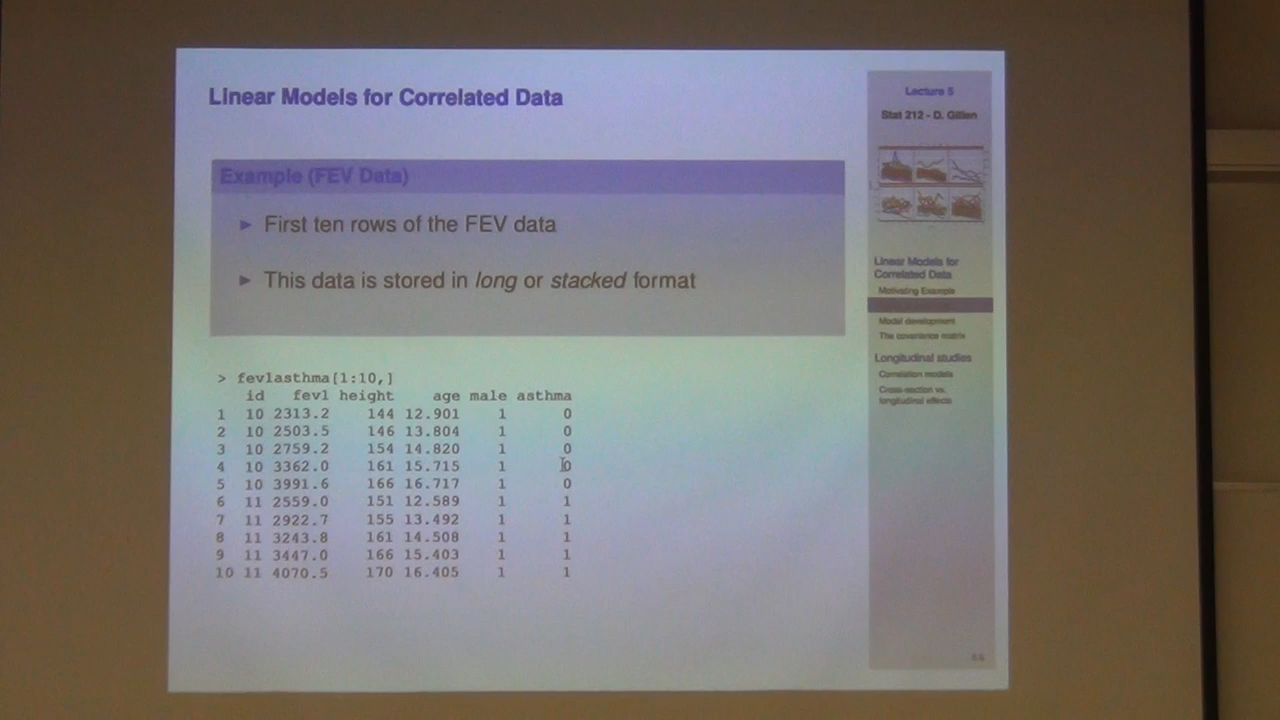 Linear Models for Correlated Data
Example (FEV Data)
► First ten rows of the FEV data
► This data is stored in long or stacked format
> fev1asthma[1:10,]
id fev1 height age male asthma
1 10 2313.2 144 12.901 1 0
2 10 2503.5 146 13.804 1 0
3 10 2759.2 154 14.820 1 0
4 10 3362.0 161 15.715 1 0
5 10 3991.6 166 16.717 1 0
6 11 2559.0 151 12.589 1 1
7 11 2922.7 155 13.492 1 1
8 11 3243.8 161 14.508 1 1
9 11 3447.0 166 15.403 1 1
10 11 4070.5 170 16.405 1 1
Lecture 5
Stat 212 - D. Gillen
Linear Models for
Correlated Data
Motivating Example
Model development
The covariance matrix
Longitudinal studies
Correlation models
Cross-section vs.
longitudinal effects